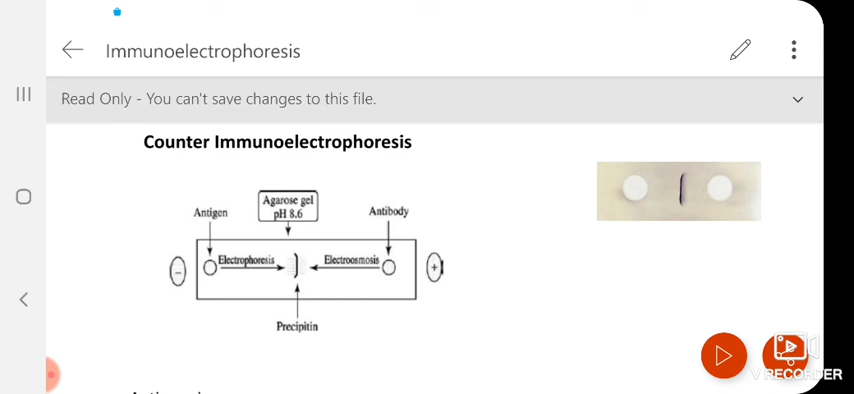 Immunoelectrophoresis
Read Only - You can't save changes to this file.
Counter Immunoelectrophoresis
Agarose gel
pH 8.6
Antigen
Antibody
Electrophoresis
Electroosmosis
−
+
Precipitin
V RECORDER